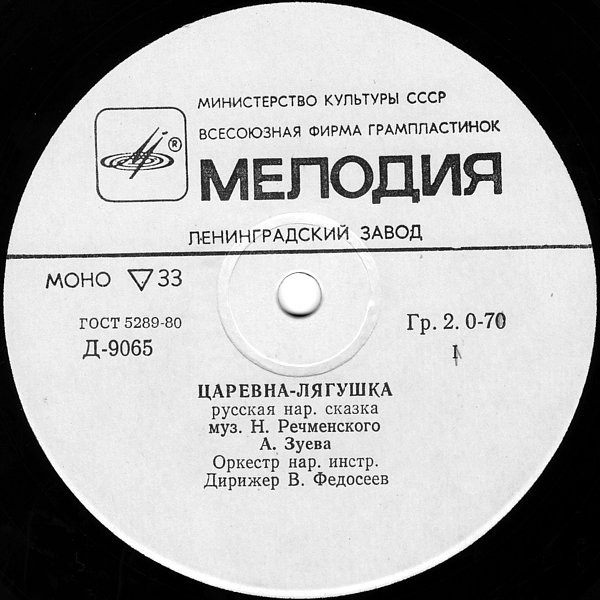 МИНИСТЕРСТВО КУЛЬТУРЫ СССР
ВСЕСОЮЗНАЯ ФИРМА ГРАМПЛАСТИНОК
®
МЕЛОДИЯ
ЛЕНИНГРАДСКИЙ ЗАВОД
МОНО ▽ 33
ГОСТ 5289-80
Д-9065
Гр. 2. 0-70
1
ЦАРЕВНА-ЛЯГУШКА
русская нар. сказка
муз. Н. Речменского
А. Зуева
Оркестр нар. инстр.
Дирижер В. Федосеев